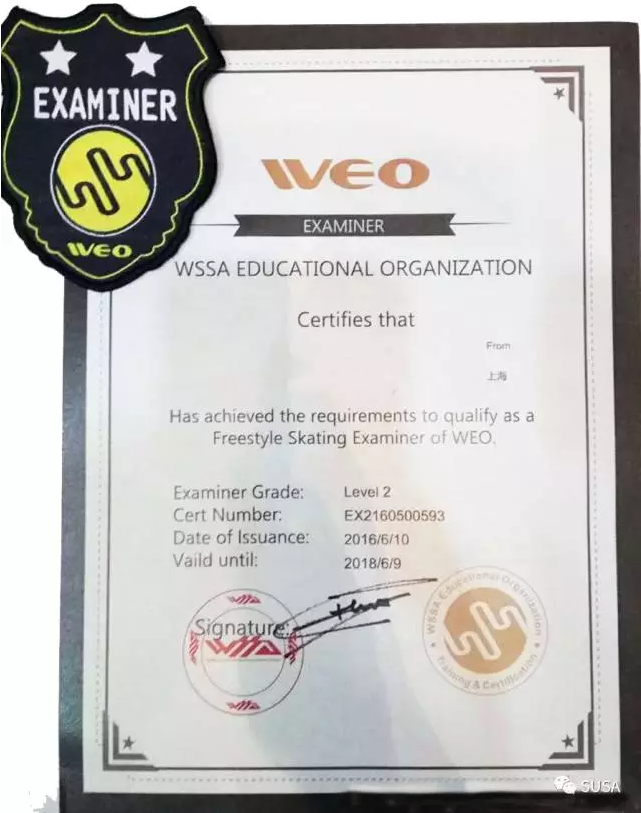 EXAMINER
WEO
WEO
EXAMINER
WSSA EDUCATIONAL ORGANIZATION
Certifies that
From
上海
Has achieved the requirements to qualify as a
Freestyle Skating Examiner of WEO.
Examiner Grade: Level 2
Cert Number: EX2160500593
Date of Issuance: 2016/6/10
Vaild until: 2018/6/9
Signature:
WSSA Educational Organization
Training & Certification
SUSA